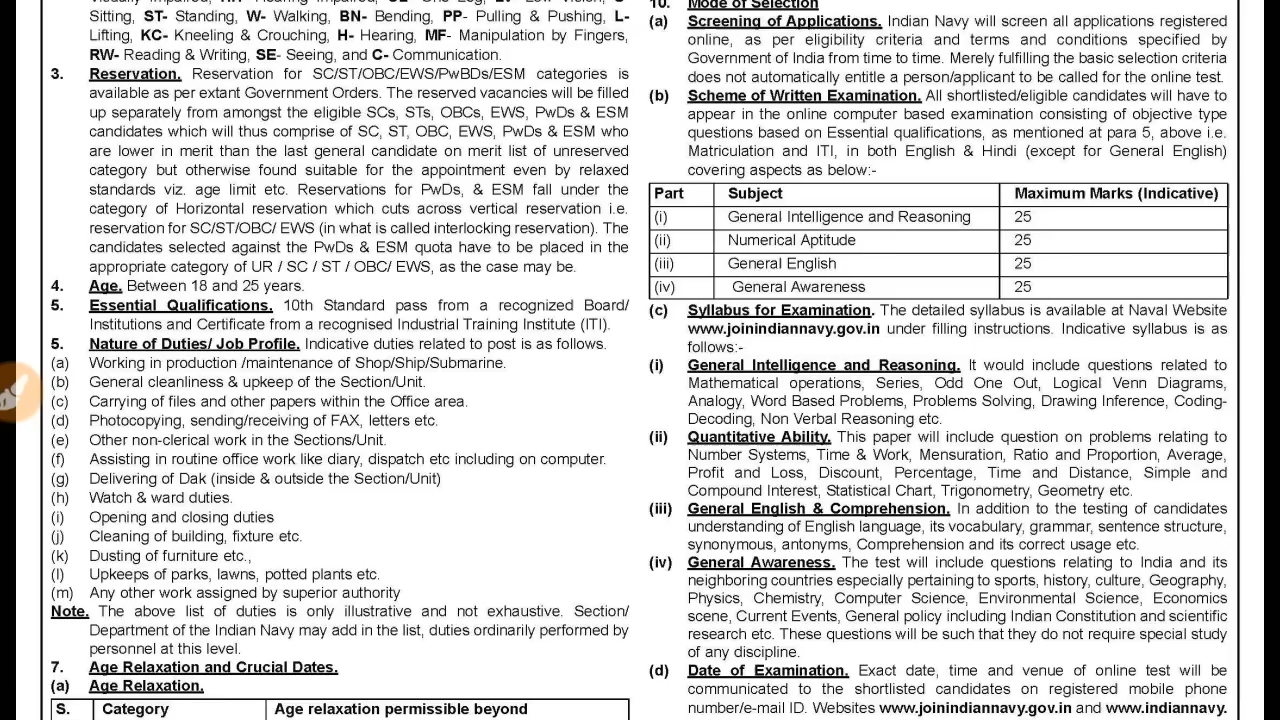 Sitting, ST- Standing, W- Walking, BN- Bending, PP- Pulling & Pushing, L-
Lifting, KC- Kneeling & Crouching, H- Hearing, MF- Manipulation by Fingers,
RW- Reading & Writing, SE- Seeing, and C- Communication.
3. Reservation. Reservation for SC/ST/OBC/EWS/PwBDs/ESM categories is
available as per extant Government Orders. The reserved vacancies will be filled
up separately from amongst the eligible SCs, STs, OBCs, EWS, PwDs & ESM
candidates which will thus comprise of SC, ST, OBC, EWS, PwDs & ESM who
are lower in merit than the last general candidate on merit list of unreserved
category but otherwise found suitable for the appointment even by relaxed
standards viz. age limit etc. Reservations for PwDs, & ESM fall under the
category of Horizontal reservation which cuts across vertical reservation i.e.
reservation for SC/ST/OBC/ EWS (in what is called interlocking reservation). The
candidates selected against the PwDs & ESM quota have to be placed in the
appropriate category of UR / SC / ST / OBC/ EWS, as the case may be.
4. Age. Between 18 and 25 years.
5. Essential Qualifications. 10th Standard pass from a recognized Board/
Institutions and Certificate from a recognised Industrial Training Institute (ITI).
5. Nature of Duties/ Job Profile. Indicative duties related to post is as follows.
(a) Working in production /maintenance of Shop/Ship/Submarine.
(b) General cleanliness & upkeep of the Section/Unit.
(c) Carrying of files and other papers within the Office area.
(d) Photocopying, sending/receiving of FAX, letters etc.
(e) Other non-clerical work in the Sections/Unit.
(f) Assisting in routine office work like diary, dispatch etc including on computer.
(g) Delivering of Dak (inside & outside the Section/Unit)
(h) Watch & ward duties.
(i) Opening and closing duties
(j) Cleaning of building, fixture etc.
(k) Dusting of furniture etc.,
(l) Upkeeps of parks, lawns, potted plants etc.
(m) Any other work assigned by superior authority
Note. The above list of duties is only illustrative and not exhaustive. Section/
Department of the Indian Navy may add in the list, duties ordinarily performed by
personnel at this level.
7. Age Relaxation and Crucial Dates.
(a) Age Relaxation.
S. Category Age relaxation permissible beyond
10. Mode of Selection
(a) Screening of Applications. Indian Navy will screen all applications registered
online, as per eligibility criteria and terms and conditions specified by
Government of India from time to time. Merely fulfilling the basic selection criteria
does not automatically entitle a person/applicant to be called for the online test.
(b) Scheme of Written Examination. All shortlisted/eligible candidates will have to
appear in the online computer based examination consisting of objective type
questions based on Essential qualifications, as mentioned at para 5, above i.e.
Matriculation and ITI, in both English & Hindi (except for General English)
covering aspects as below:-
Part Subject Maximum Marks (Indicative)
(i) General Intelligence and Reasoning 25
(ii) Numerical Aptitude 25
(iii) General English 25
(iv) General Awareness 25
(c) Syllabus for Examination. The detailed syllabus is available at Naval Website
www.joinindiannavy.gov.in under filling instructions. Indicative syllabus is as
follows:-
(i) General Intelligence and Reasoning. It would include questions related to
Mathematical operations, Series, Odd One Out, Logical Venn Diagrams,
Analogy, Word Based Problems, Problems Solving, Drawing Inference, Coding-
Decoding, Non Verbal Reasoning etc.
(ii) Quantitative Ability. This paper will include question on problems relating to
Number Systems, Time & Work, Mensuration, Ratio and Proportion, Average,
Profit and Loss, Discount, Percentage, Time and Distance, Simple and
Compound Interest, Statistical Chart, Trigonometry, Geometry etc.
(iii) General English & Comprehension. In addition to the testing of candidates
understanding of English language, its vocabulary, grammar, sentence structure,
synonymous, antonyms, Comprehension and its correct usage etc.
(iv) General Awareness. The test will include questions relating to India and its
neighboring countries especially pertaining to sports, history, culture, Geography,
Physics, Chemistry, Computer Science, Environmental Science, Economics
scene, Current Events, General policy including Indian Constitution and scientific
research etc. These questions will be such that they do not require special study
of any discipline.
(d) Date of Examination. Exact date, time and venue of online test will be
communicated to the shortlisted candidates on registered mobile phone
number/e-mail ID. Websites www.joinindiannavy.gov.in and www.indiannavy.